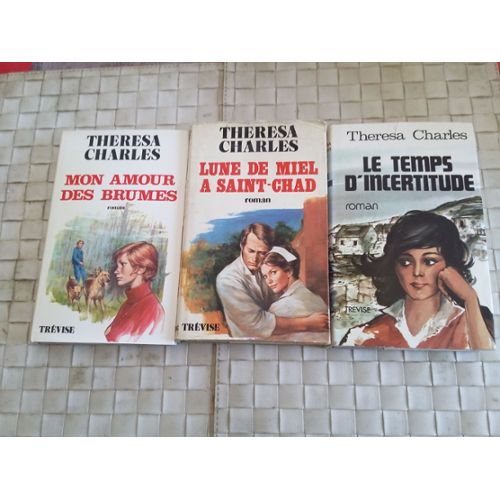 THERESA
CHARLES
MON AMOUR
DES BRUMES
roman
TRÉVISE
THERESA
CHARLES
LUNE DE MIEL
A SAINT-CHAD
roman
TRÉVISE
Theresa Charles
LE TEMPS
D'INCERTITUDE
roman
TRÉVISE